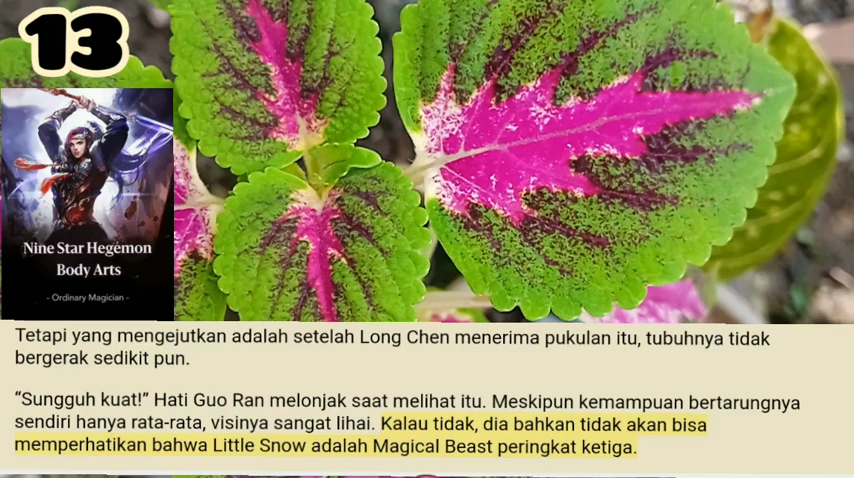 13
Nine Star Hegemon
Body Arts
- Ordinary Magician -
Tetapi yang mengejutkan adalah setelah Long Chen menerima pukulan itu, tubuhnya tidak
bergerak sedikit pun.
“Sungguh kuat!” Hati Guo Ran melonjak saat melihat itu. Meskipun kemampuan bertarungnya
sendiri hanya rata-rata, visinya sangat lihai. Kalau tidak, dia bahkan tidak akan bisa
memperhatikan bahwa Little Snow adalah Magical Beast peringkat ketiga.